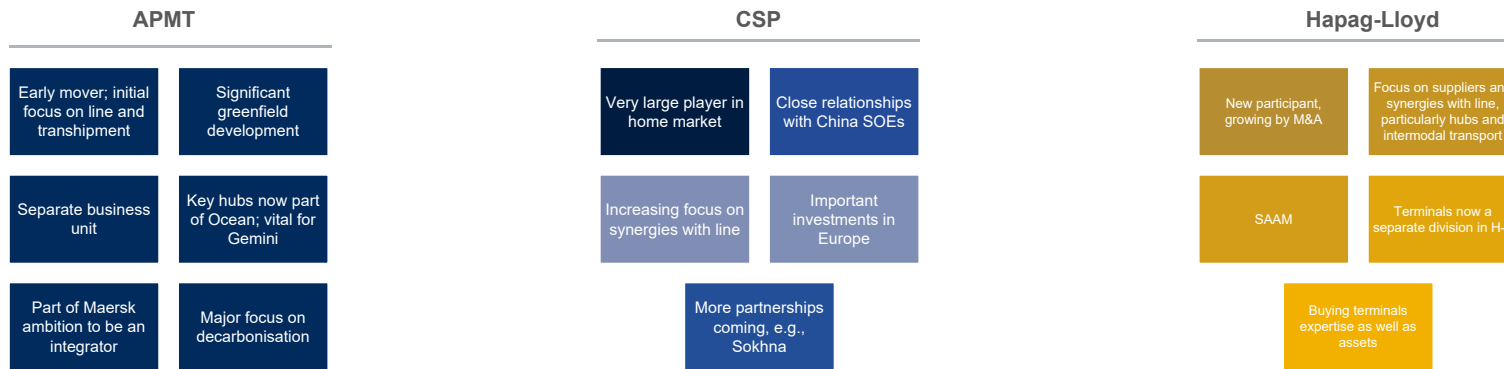 APMT
Early mover; initial
focus on line and
transhipment
Significant
greenfield
development
Separate business
unit
Key hubs now part
of Ocean; vital for
Gemini
Part of Maersk
ambition to be an
integrator
Major focus on
decarbonisation
CSP
Very large player in
home market
Close relationships
with China SOEs
Increasing focus on
synergies with line
Important
investments in
Europe
More partnerships
coming, e.g.,
Sokhna
Hapag-Lloyd
New participant,
growing by M&A
Focus on suppliers
synergies with line,
particularly hubs and
intermodal transport
SAAM
Terminals now a
separate division in
Buying terminals
expertise as well as
assets